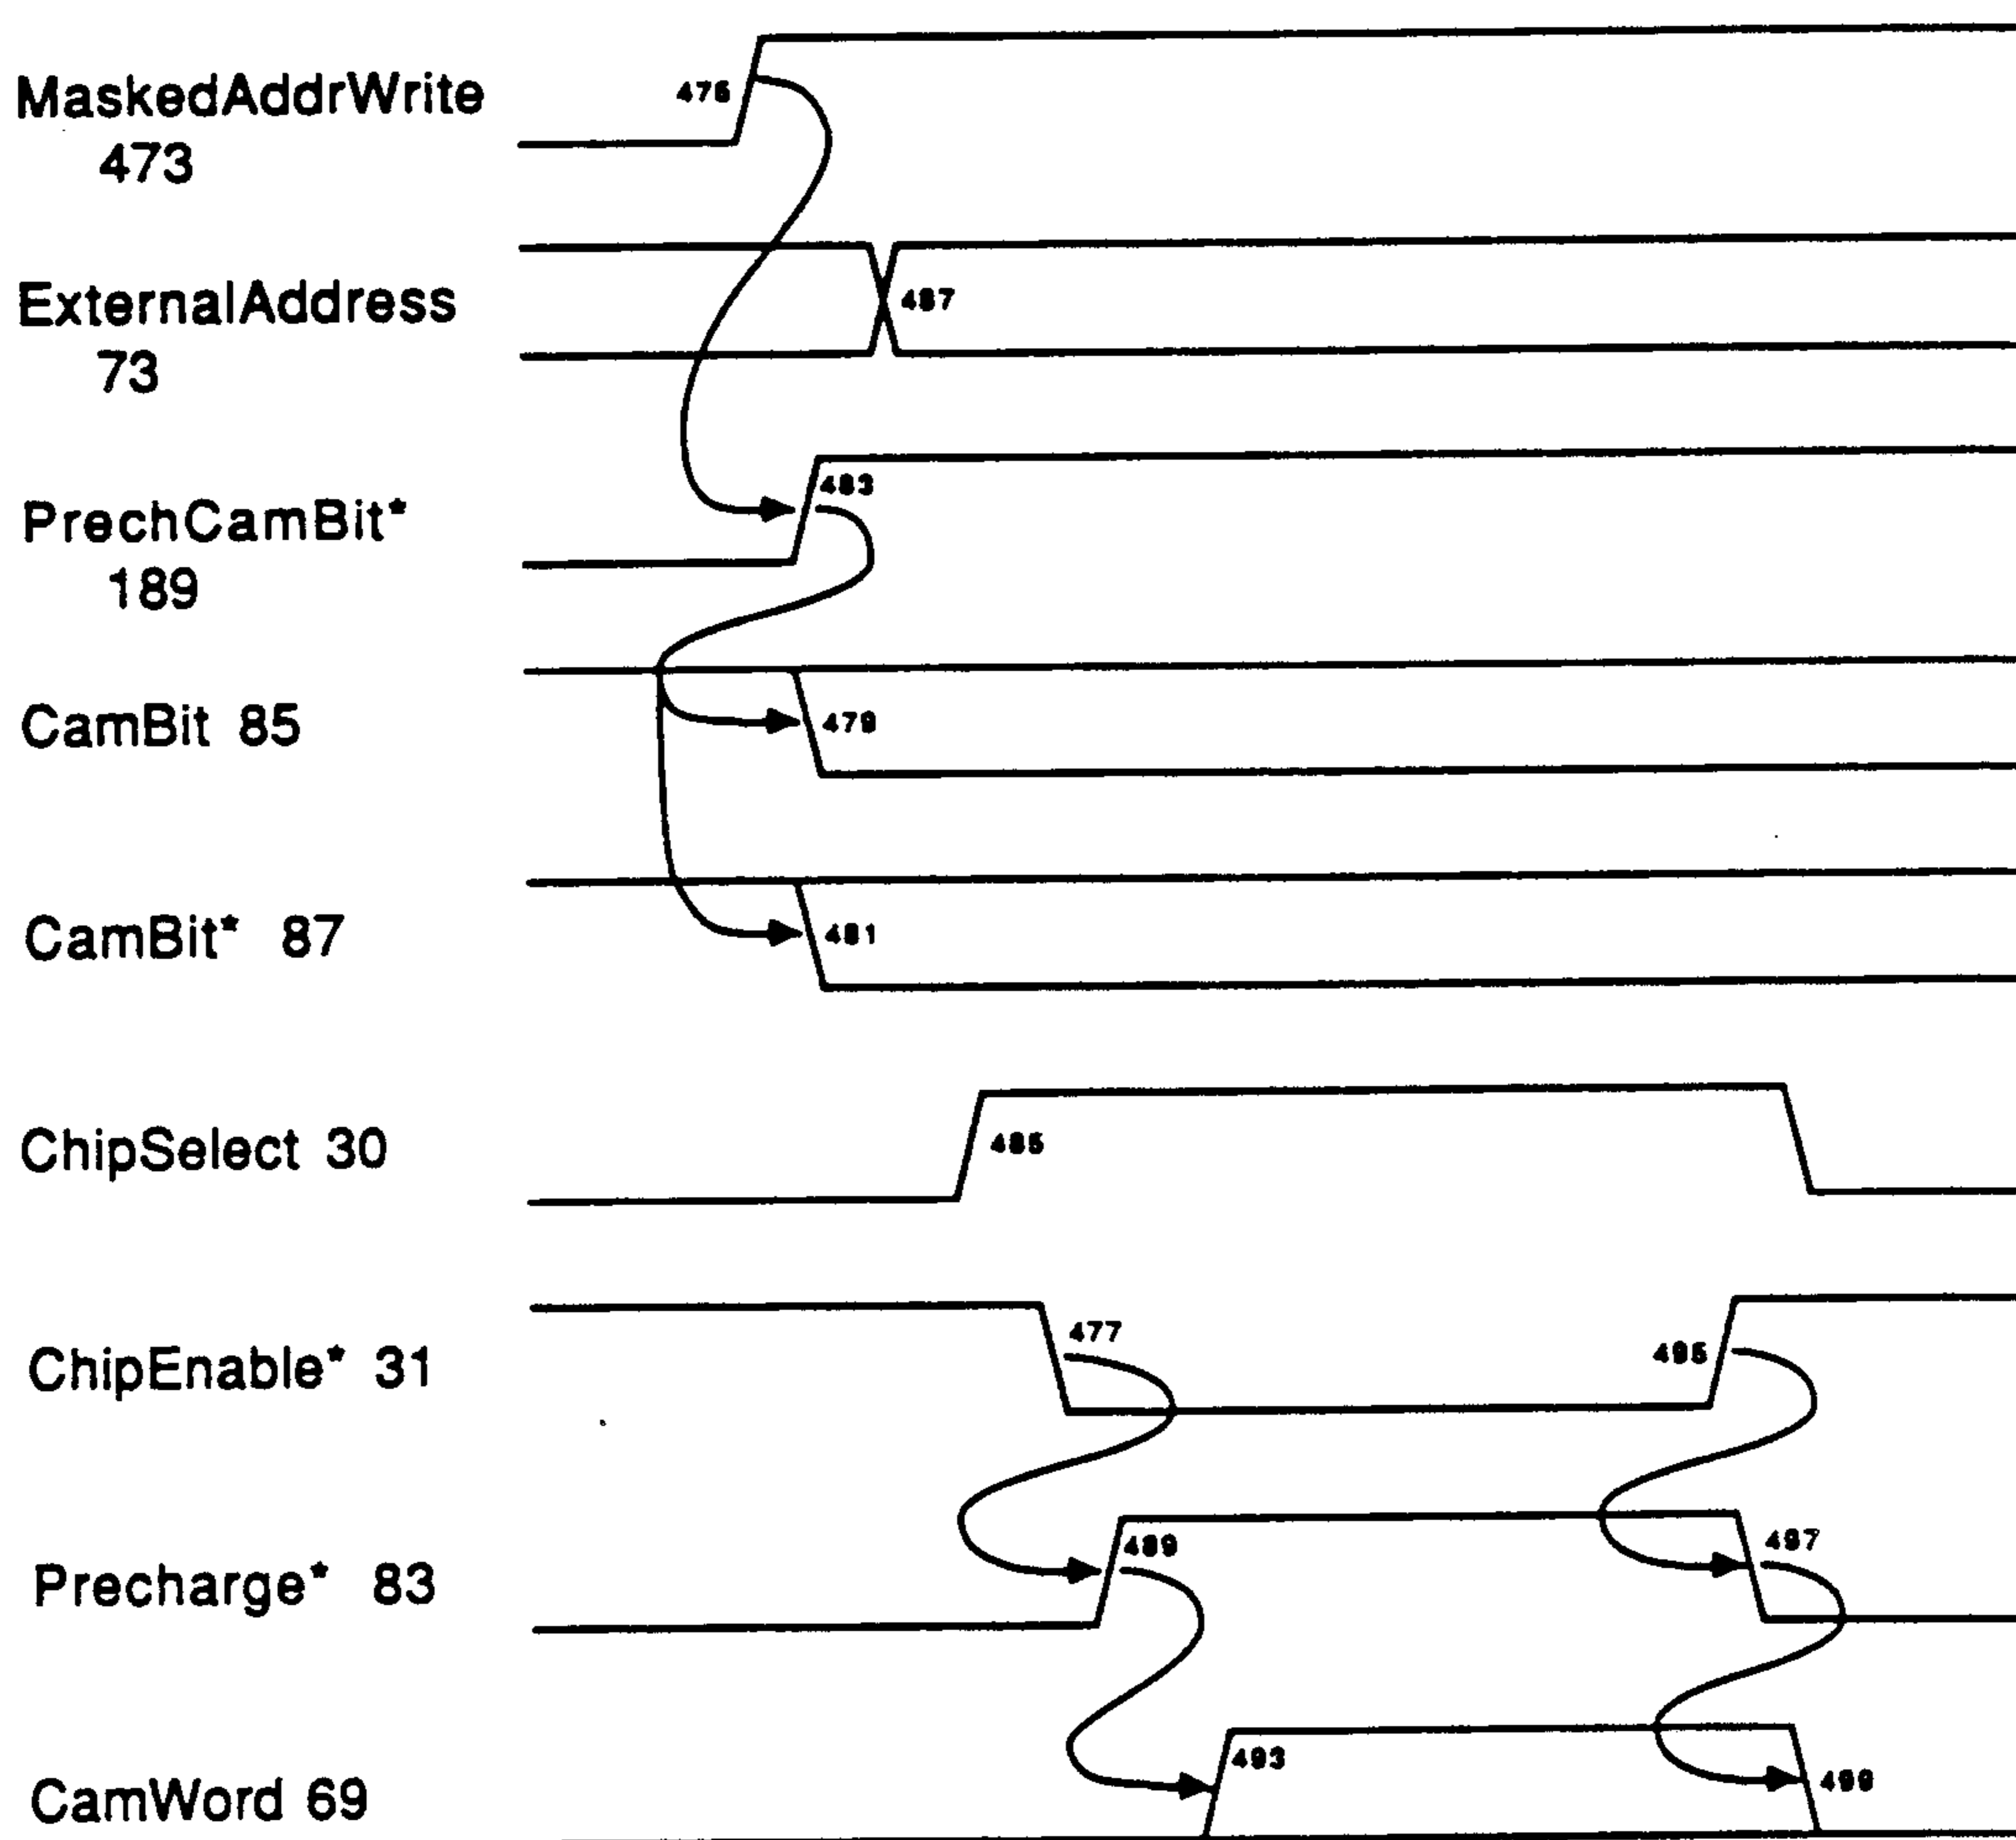 MaskedAddrWrite
473
475
ExternalAddress
73
487
PrechCamBit*
189
483
CamBit 85
479
CamBit* 87
481
ChipSelect 30
485
ChipEnable* 31
477
495
Precharge* 83
489
497
CamWord 69
493
499